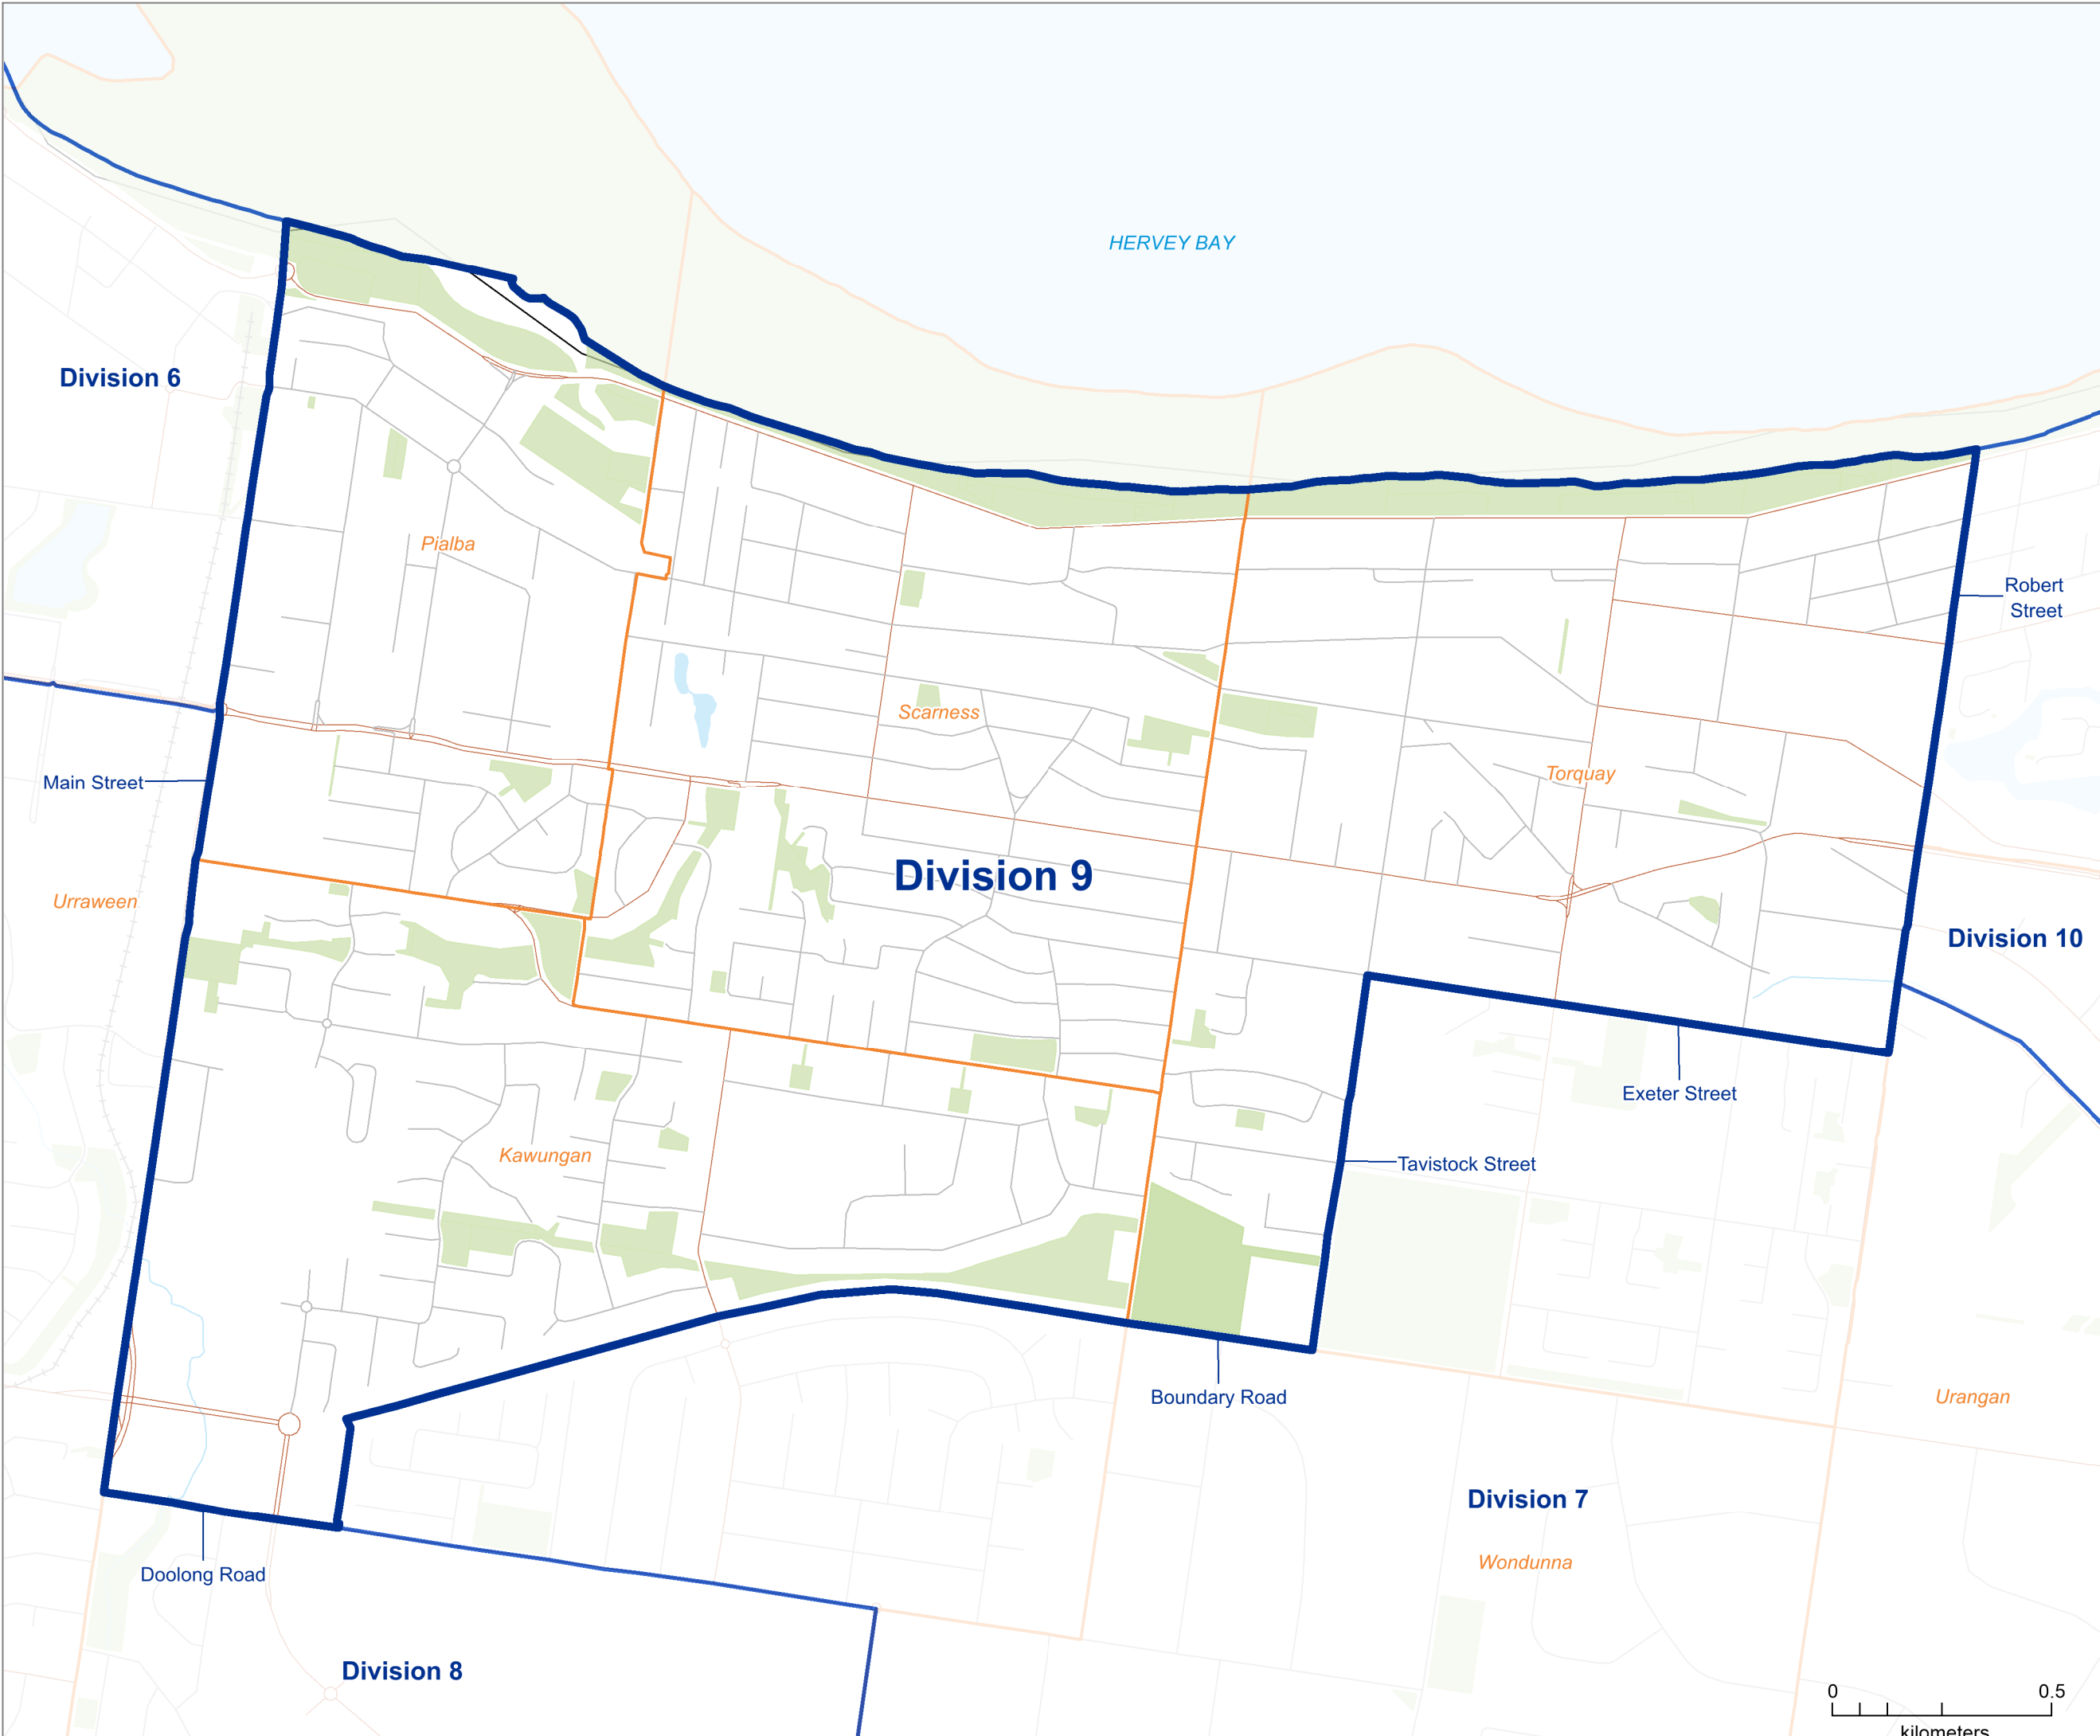 HERVEY BAY
Division 6
Pialba
Robert
Street
Scarness
Torquay
Main Street
Division 9
Urraween
Division 10
Exeter Street
Kawungan
Tavistock Street
Boundary Road
Urangan
Division 7
Wondunna
Doolong Road
Division 8
0 0.5
kilometers